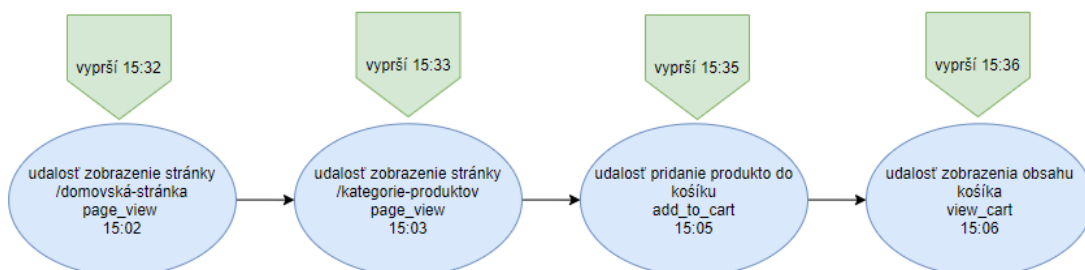 vyprší 15:32
vyprší 15:33
vyprší 15:35
vyprší 15:36
udalosť zobrazenie stránky
/domovská-stránka
page_view
15:02
udalosť zobrazenie stránky
/kategorie-produktov
page_view
15:03
udalosť pridanie produkto do
košíku
add_to_cart
15:05
udalosť zobrazenia obsahu
košíka
view_cart
15:06